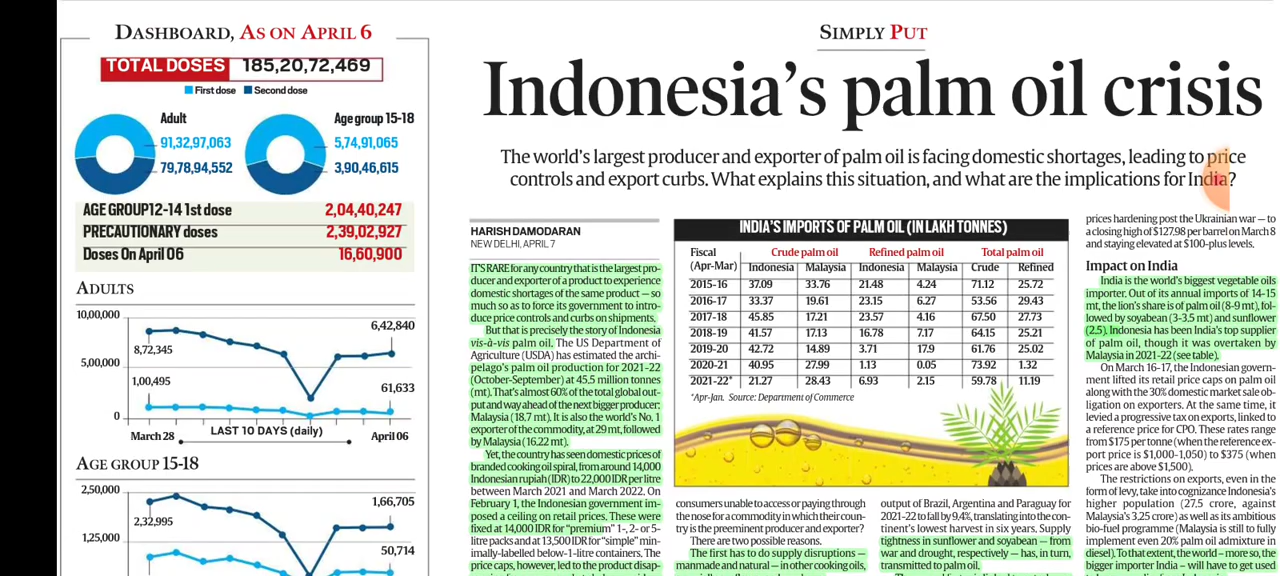 DASHBOARD, AS ON APRIL 6
TOTAL DOSES 185,20,72,469
First dose Second dose
Adult
91,32,97,063
79,78,94,552
Age group 15-18
5,74,91,065
3,90,46,615
AGE GROUP12-14 1st dose 2,04,40,247
PRECAUTIONARY doses 2,39,02,927
Doses On April 06 16,60,900
ADULTS
10,00,000
6,42,840
8,72,345
5,00,000
1,00,495
61,633
0
March 28 LAST 10 DAYS (daily) April 06
AGE GROUP 15-18
2,50,000
1,66,705
2,32,995
1,25,000
50,714
SIMPLY PUT
Indonesia's palm oil crisis
The world's largest producer and exporter of palm oil is facing domestic shortages, leading to price
controls and export curbs. What explains this situation, and what are the implications for India?
HARISH DAMODARAN
NEW DELHI, APRIL 7
IT'S RARE for any country that is the largest pro-
ducer and exporter of a product to experience
domestic shortages of the same product — so
much so as to force its government to intro-
duce price controls and curbs on shipments.
But that is precisely the story of Indonesia
vis-à-vis palm oil. The US Department of
Agriculture (USDA) has estimated the archi-
pelago's palm oil production for 2021-22
(October-September) at 45.5 million tonnes
(mt). That's almost 60% of the total global out-
put and way ahead of the next bigger producer:
Malaysia (18.7 mt). It is also the world's No. 1
exporter of the commodity, at 29 mt, followed
by Malaysia (16.22 mt).
Yet, the country has seen domestic prices of
branded cooking oil spiral, from around 14,000
Indonesian rupiah (IDR) to 22,000 IDR per litre
between March 2021 and March 2022. On
February 1, the Indonesian government im-
posed a ceiling on retail prices. These were
fixed at 14,000 IDR for "premium" 1-, 2- or 5-
litre packs and at 13,500 IDR for "simple" min-
imally-labelled below-1-litre containers. The
price caps, however, led to the product disap-
INDIA'S IMPORTS OF PALM OIL (IN LAKH TONNES)
Fiscal Crude palm oil Refined palm oil Total palm oil
(Apr-Mar) Indonesia Malaysia Indonesia Malaysia Crude Refined
2015-16 37.09 33.76 21.48 4.24 71.12 25.72
2016-17 33.37 19.61 23.15 6.27 53.56 29.43
2017-18 45.85 17.21 23.57 4.16 67.50 27.73
2018-19 41.57 17.13 16.78 7.17 64.15 25.21
2019-20 42.72 14.89 3.71 17.9 61.76 25.02
2020-21 40.95 27.99 1.13 0.05 73.92 1.32
2021-22* 21.27 28.43 6.93 2.15 59.78 11.19
*Apr-Jan. Source: Department of Commerce
consumers unable to access or paying through
the nose for a commodity in which their coun-
try is the preeminent producer and exporter?
There are two possible reasons.
The first has to do supply disruptions —
manmade and natural — in other cooking oils,
output of Brazil, Argentina and Paraguay for
2021-22 to fall by 9.4%, translating into the con-
tinent's lowest harvest in six years. Supply
tightness in sunflower and soyabean — from
war and drought, respectively — has, in turn,
transmitted to palm oil.
prices hardening post the Ukrainian war — to
a closing high of $127.98 per barrel on March 8
and staying elevated at $100-plus levels.
Impact on India
India is the world's biggest vegetable oils
importer. Out of its annual imports of 14-15
mt, the lion's share is of palm oil (8-9 mt), fol-
lowed by soyabean (3-3.5 mt) and sunflower
(2.5). Indonesia has been India's top supplier
of palm oil, though it was overtaken by
Malaysia in 2021-22 (see table).
On March 16-17, the Indonesian govern-
ment lifted its retail price caps on palm oil
along with the 30% domestic market sale ob-
ligation on exporters. At the same time, it
levied a progressive tax on exports, linked to
a reference price for CPO. These rates range
from $175 per tonne (when the reference ex-
port price is $1,000-1,050) to $375 (when
prices are above $1,500).
The restrictions on exports, even in the
form of levy, take into cognizance Indonesia's
higher population (27.5 crore, against
Malaysia's 3,25 crore) as well as its ambitious
bio-fuel programme (Malaysia is still to fully
implement even 20% palm oil admixture in
diesel). To that extent, the world – more so, the
bigger importer India – will have to get used